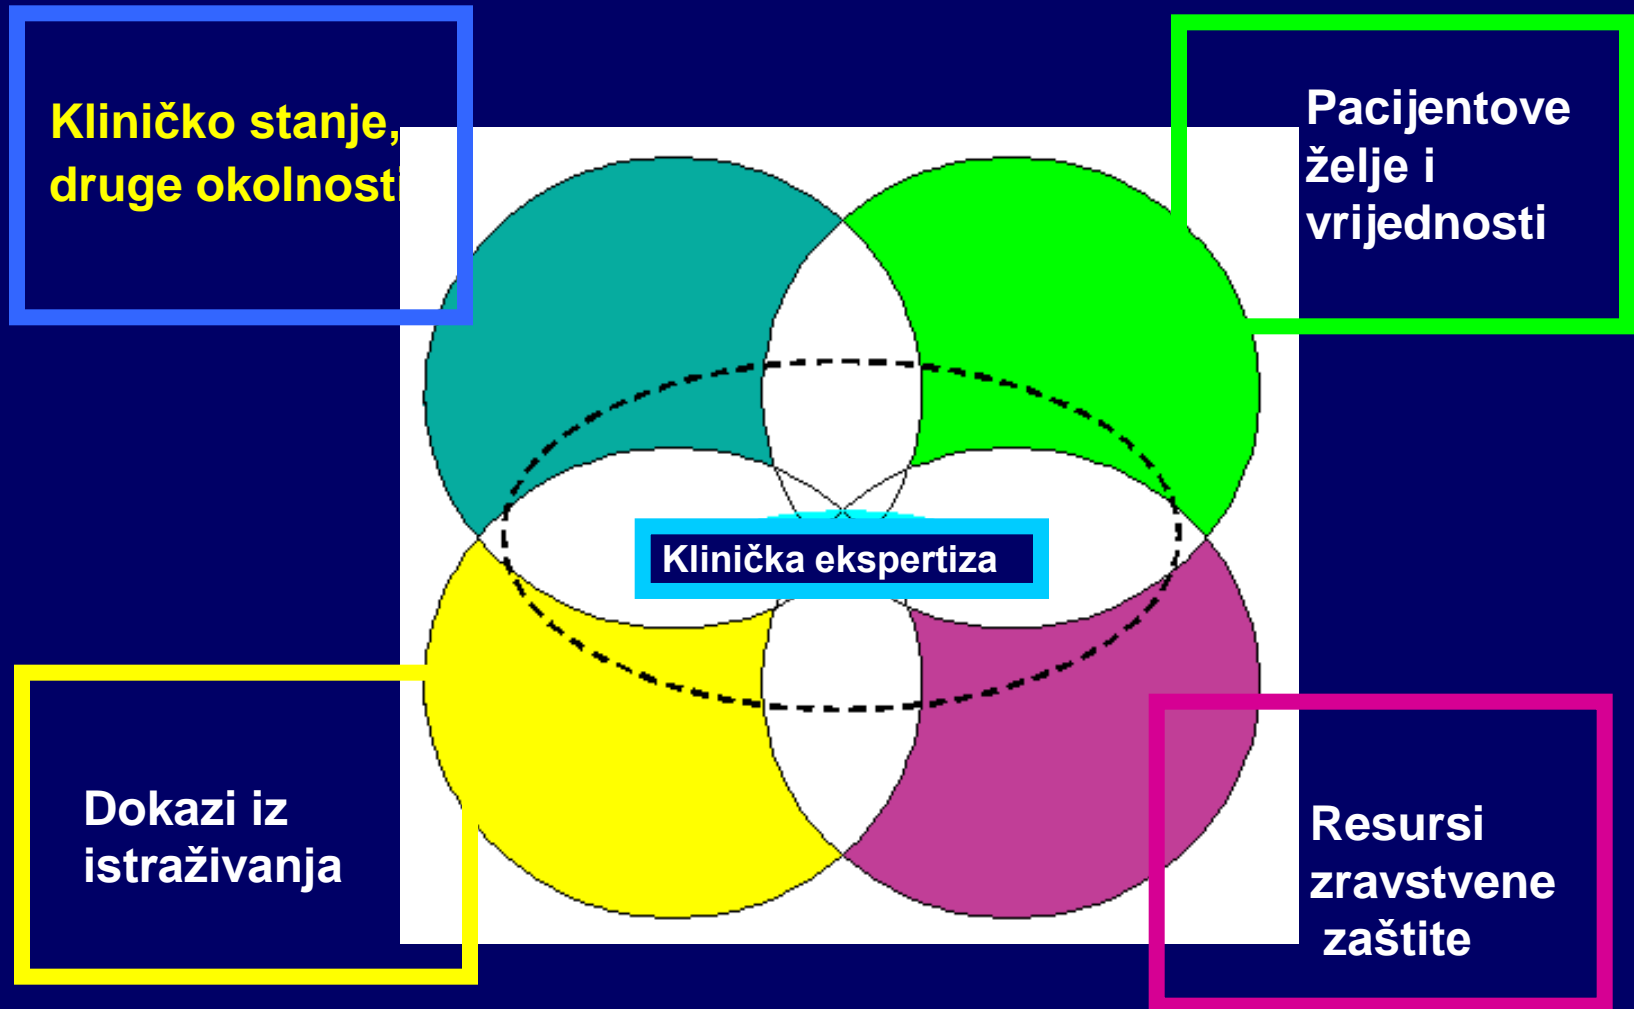 Kliničko stanje,
druge okolnosti
Pacijentove
želje i
vrijednosti
Klinička ekspertiza
Dokazi iz
istraživanja
Resursi
zravstvene
zaštite